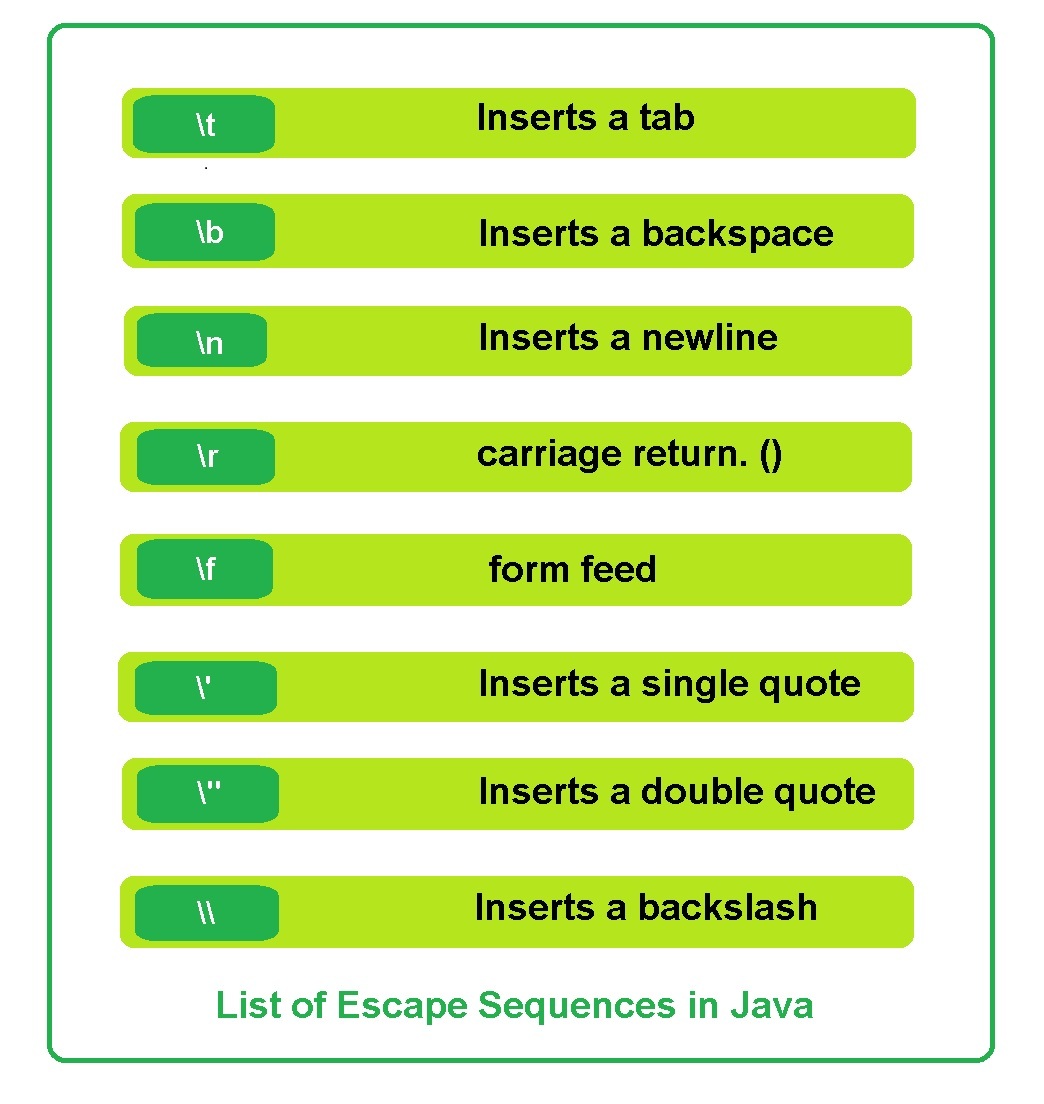 \t Inserts a tab
\b Inserts a backspace
\n Inserts a newline
\r carriage return. ()
\f form feed
\' Inserts a single quote
\" Inserts a double quote
\\ Inserts a backslash
List of Escape Sequences in Java